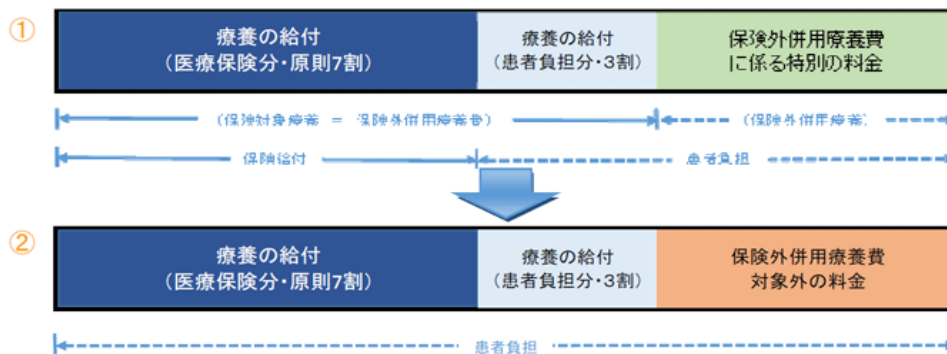 ①
療養の給付
(医療保険分・原則7割)
療養の給付
(患者負担分・3割)
保険外併用療養費
に係る特別の料金
(保険対象療養 = 保険外併用療養費)
(保険外併用療養)
保険給付
患者負担
②
療養の給付
(医療保険分・原則7割)
療養の給付
(患者負担分・3割)
保険外併用療養費
対象外の料金
患者負担